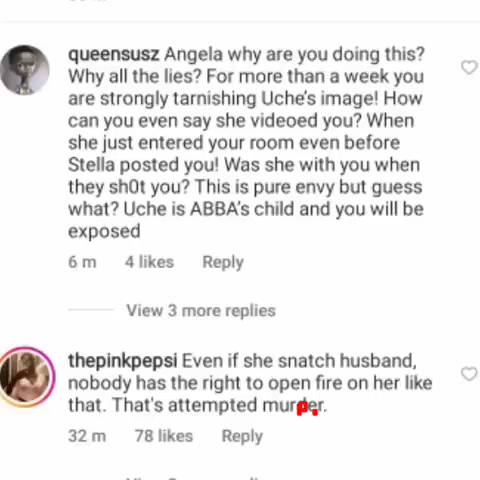 queensusz Angela why are you doing this?
Why all the lies? For more than a week you
are strongly tarnishing Uche's image! How
can you even say she videoed you? When
she just entered your room even before
Stella posted you! Was she with you when
they sh0t you? This is pure envy but guess
what? Uche is ABBA's child and you will be
exposed
6 m 4 likes Reply
View 3 more replies
thepinkpepsi Even if she snatch husband,
nobody has the right to open fire on her like
that. That's attempted murder.
32 m 78 likes Reply